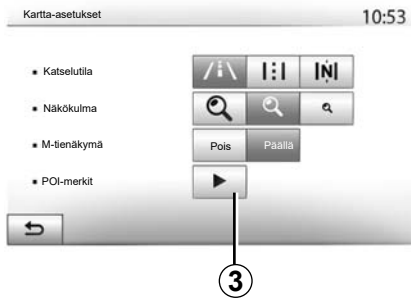 Kartta-asetukset 10:53
▪ Katselutila N
▪ Näkökulma
▪ M-tienäkymä Pois Päällä
▪ POI-merkit
3